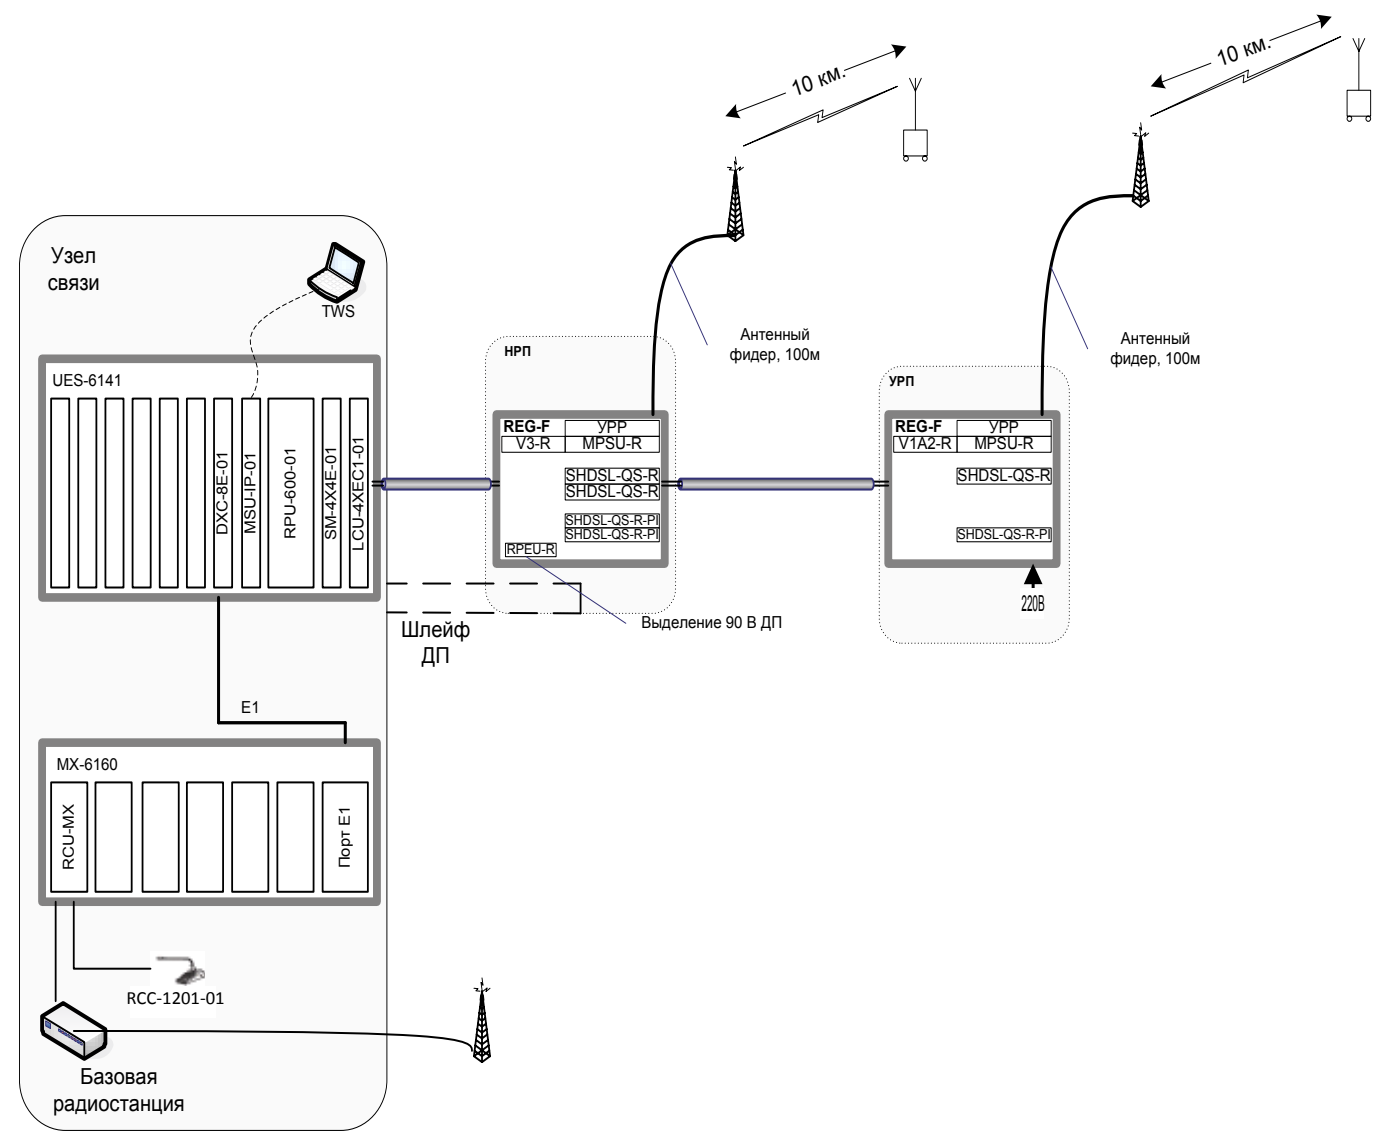 10 км.
10 км.
Узел
связи
TWS
UES-6141
DXC-8E-01
MSU-IP-01
RPU-600-01
SM-4X4E-01
LCU-4XEC1-01
НРП
REG-F
УРР
V3-R
MPSU-R
SHDSL-QS-R
SHDSL-QS-R
SHDSL-QS-R-PI
SHDSL-QS-R-PI
RPEU-R
Антенный
фидер, 100м
УРП
REG-F
УРР
V1A2-R
MPSU-R
SHDSL-QS-R
SHDSL-QS-R-PI
220В
Антенный
фидер, 100м
Выделение 90 В ДП
Шлейф
ДП
E1
MX-6160
RCU-MX
Порт E1
RCC-1201-01
Базовая
радиостанция